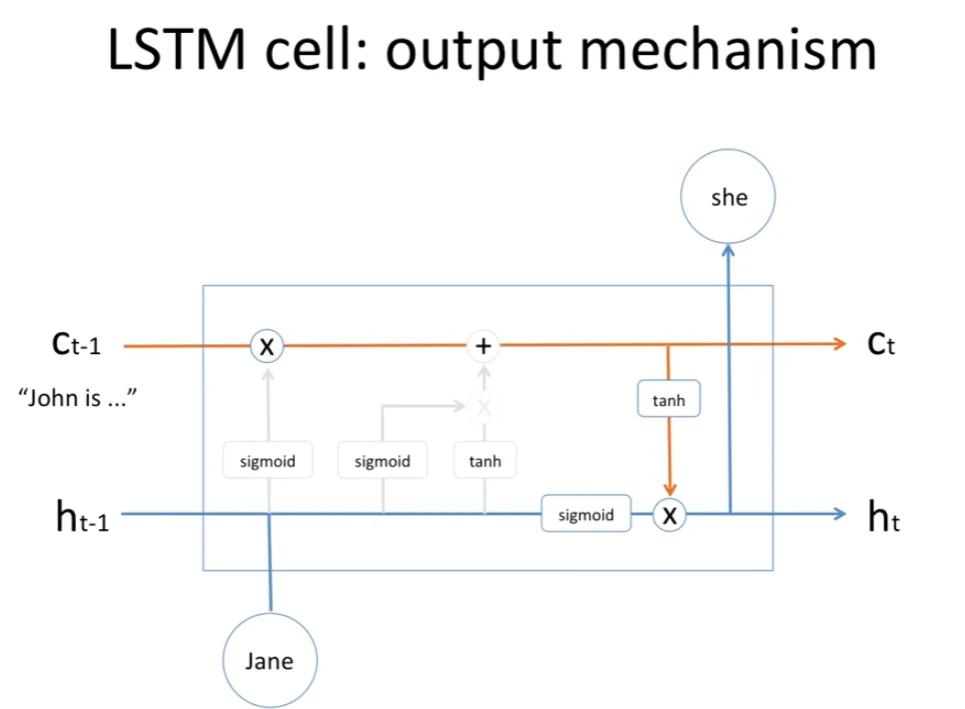 LSTM cell: output mechanism
she
Ct-1
X
+
Ct
“John is ...”
X
tanh
sigmoid
sigmoid
tanh
ht-1
sigmoid
X
ht
Jane